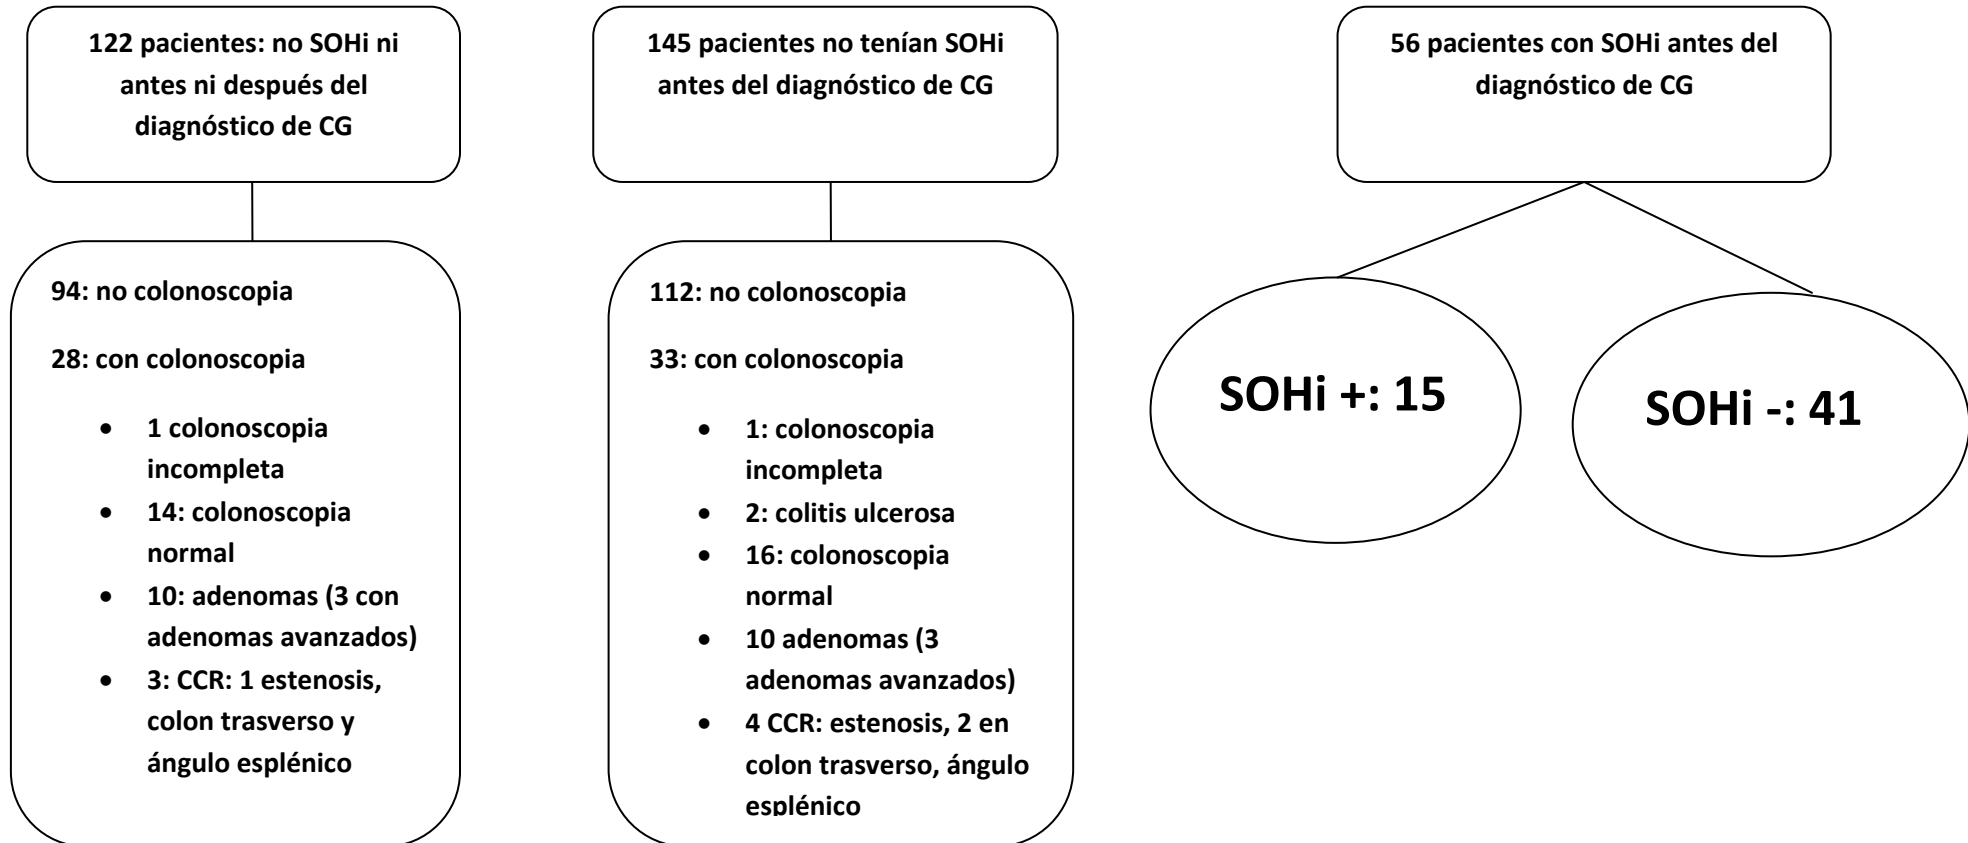 122 pacientes: no SOHi ni
antes ni después del
diagnóstico de CG
94: no colonoscopia
28: con colonoscopia
• 1 colonoscopia
incompleta
• 14: colonoscopia
normal
• 10: adenomas (3 con
adenomas avanzados)
• 3: CCR: 1 estenosis,
colon trasverso y
ángulo esplénico
145 pacientes no tenían SOHi
antes del diagnóstico de CG
112: no colonoscopia
33: con colonoscopia
• 1: colonoscopia
incompleta
• 2: colitis ulcerosa
• 16: colonoscopia
normal
• 10 adenomas (3
adenomas avanzados)
• 4 CCR: estenosis, 2 en
colon trasverso, ángulo
esplénico
56 pacientes con SOHi antes del
diagnóstico de CG
SOHi +: 15
SOHi -: 41